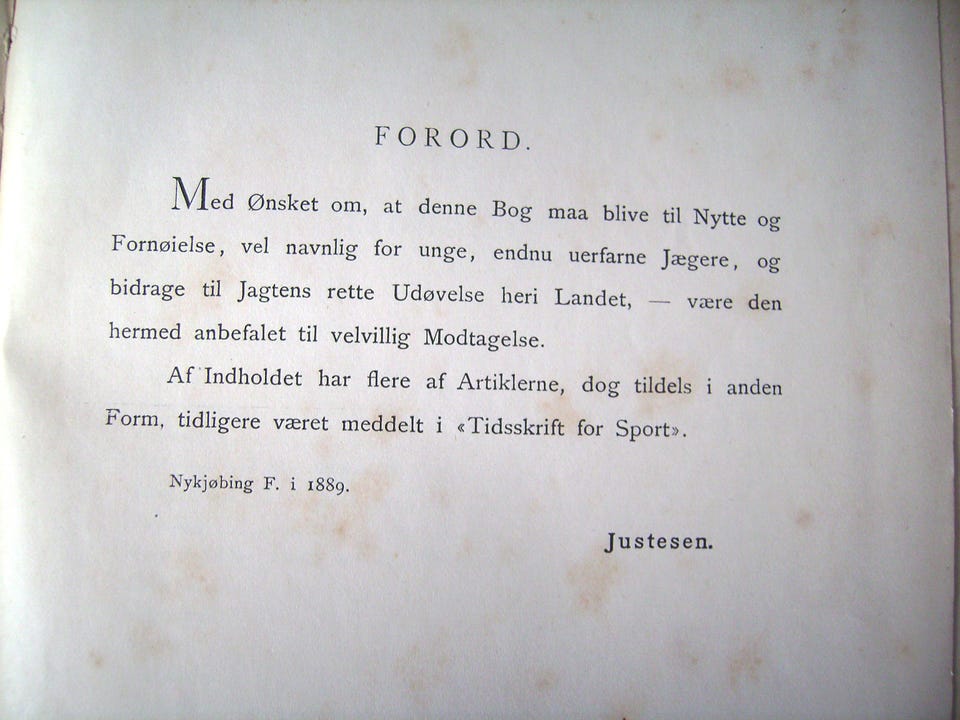 FORORD.
Med Ønsket om, at denne Bog maa blive til Nytte og
Fornøielse, vel navnlig for unge, endnu uerfarne Jægere, og
bidrage til Jagtens rette Udøvelse heri Landet, — være den
hermed anbefalet til velvillig Modtagelse.
Af Indholdet har flere af Artiklerne, dog tildels i anden
Form, tidligere været meddelt i «Tidsskrift for Sport».
Nykjøbing F. i 1889.
Justesen.